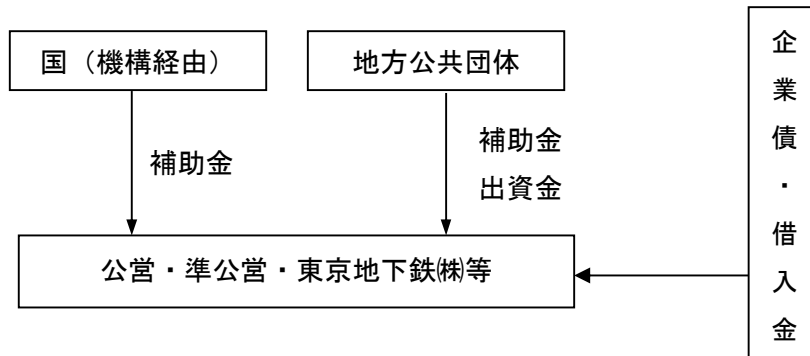 国（機構経由）
地方公共団体
補助金
補助金
出資金
公営・準公営・東京地下鉄㈱等
企業債・借入金